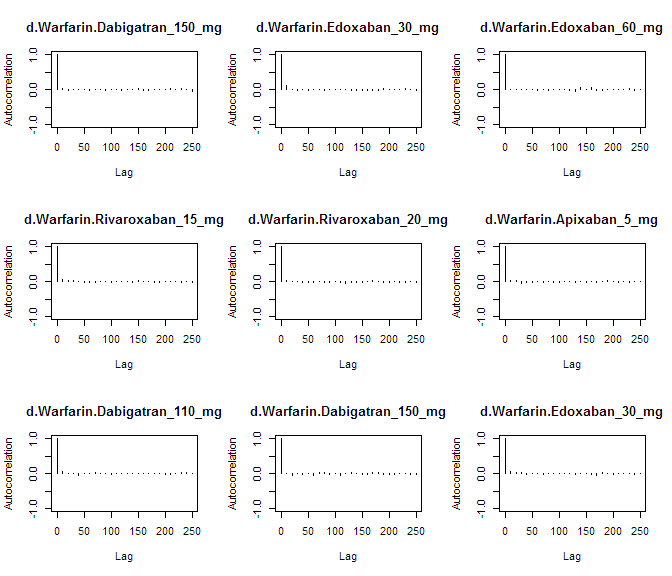 d.Warfarin.Dabigatran_150_mg
Autocorrelation
1.0
0.0
-1.0
0 50 100 150 200 250
Lag
d.Warfarin.Edoxaban_30_mg
Autocorrelation
1.0
0.0
-1.0
0 50 100 150 200 250
Lag
d.Warfarin.Edoxaban_60_mg
Autocorrelation
1.0
0.0
-1.0
0 50 100 150 200 250
Lag
d.Warfarin.Rivaroxaban_15_mg
Autocorrelation
1.0
0.0
-1.0
0 50 100 150 200 250
Lag
d.Warfarin.Rivaroxaban_20_mg
Autocorrelation
1.0
0.0
-1.0
0 50 100 150 200 250
Lag
d.Warfarin.Apixaban_5_mg
Autocorrelation
1.0
0.0
-1.0
0 50 100 150 200 250
Lag
d.Warfarin.Dabigatran_110_mg
Autocorrelation
1.0
0.0
-1.0
0 50 100 150 200 250
Lag
d.Warfarin.Dabigatran_150_mg
Autocorrelation
1.0
0.0
-1.0
0 50 100 150 200 250
Lag
d.Warfarin.Edoxaban_30_mg
Autocorrelation
1.0
0.0
-1.0
0 50 100 150 200 250
Lag